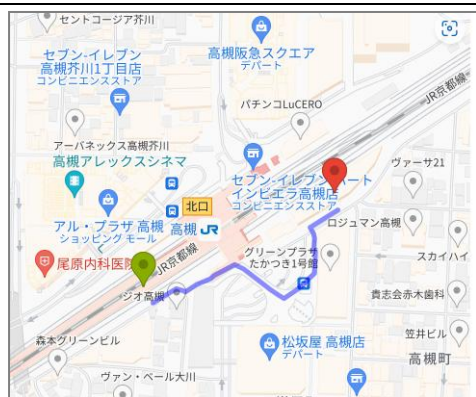 セントコージア芥川
セブン-イレブン
高槻芥川1丁目店
コンビニエンスストア
高槻阪急スクエア
デパート
JR京都線
パチンコLuCERO
アーバネックス高槻芥川
高槻アレックスシネマ
セブン-イレブン ハート
インビエラ高槻店
コンビニエンスストア
ヴァーサ21
北口
アル・プラザ 高槻
ショッピング モール
高槻 JR
ロジュマン高槻
尾原内科医院
JR京都線
グリーンプラザ
たかつき1号館
スカイハイ
ジオ高槻
貴志会赤木歯科
森本グリーンビル
松坂屋 高槻店
デパート
笠井ビル
高槻町
ヴァン・ベール大川